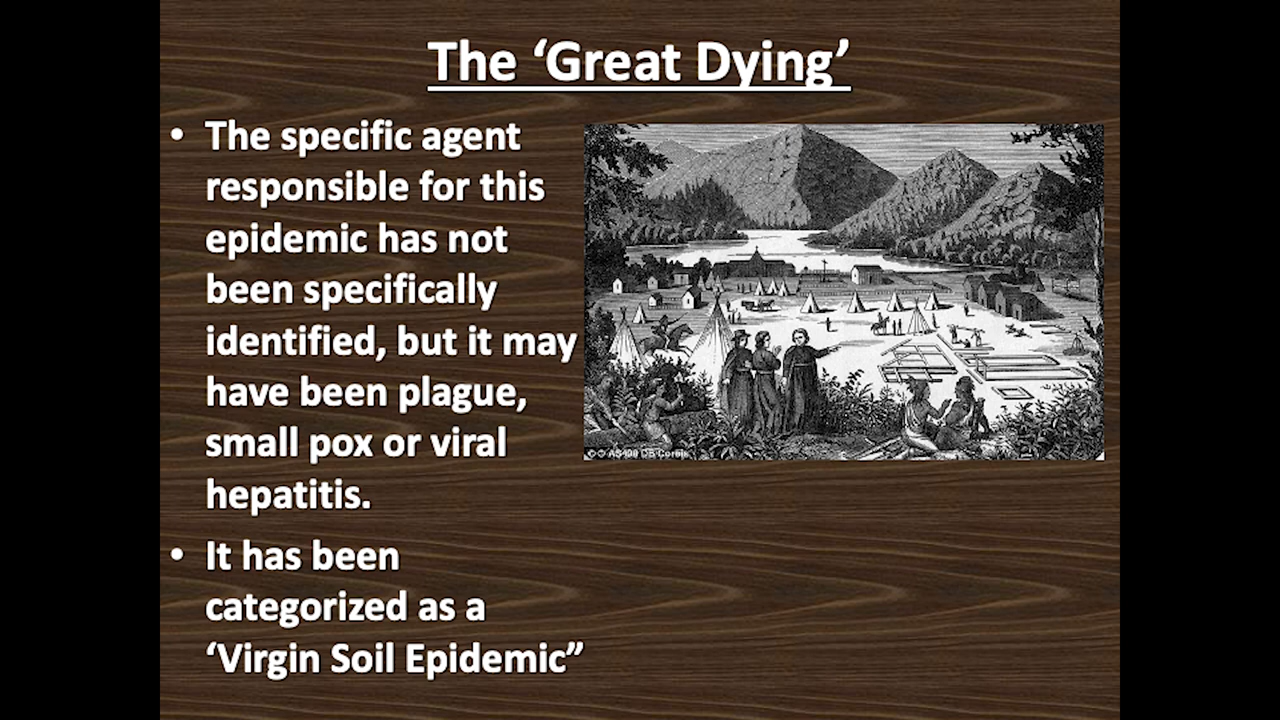 The ‘Great Dying’
• The specific agent
responsible for this
epidemic has not
been specifically
identified, but it may
have been plague,
small pox or viral
hepatitis.
• It has been
categorized as a
‘Virgin Soil Epidemic”